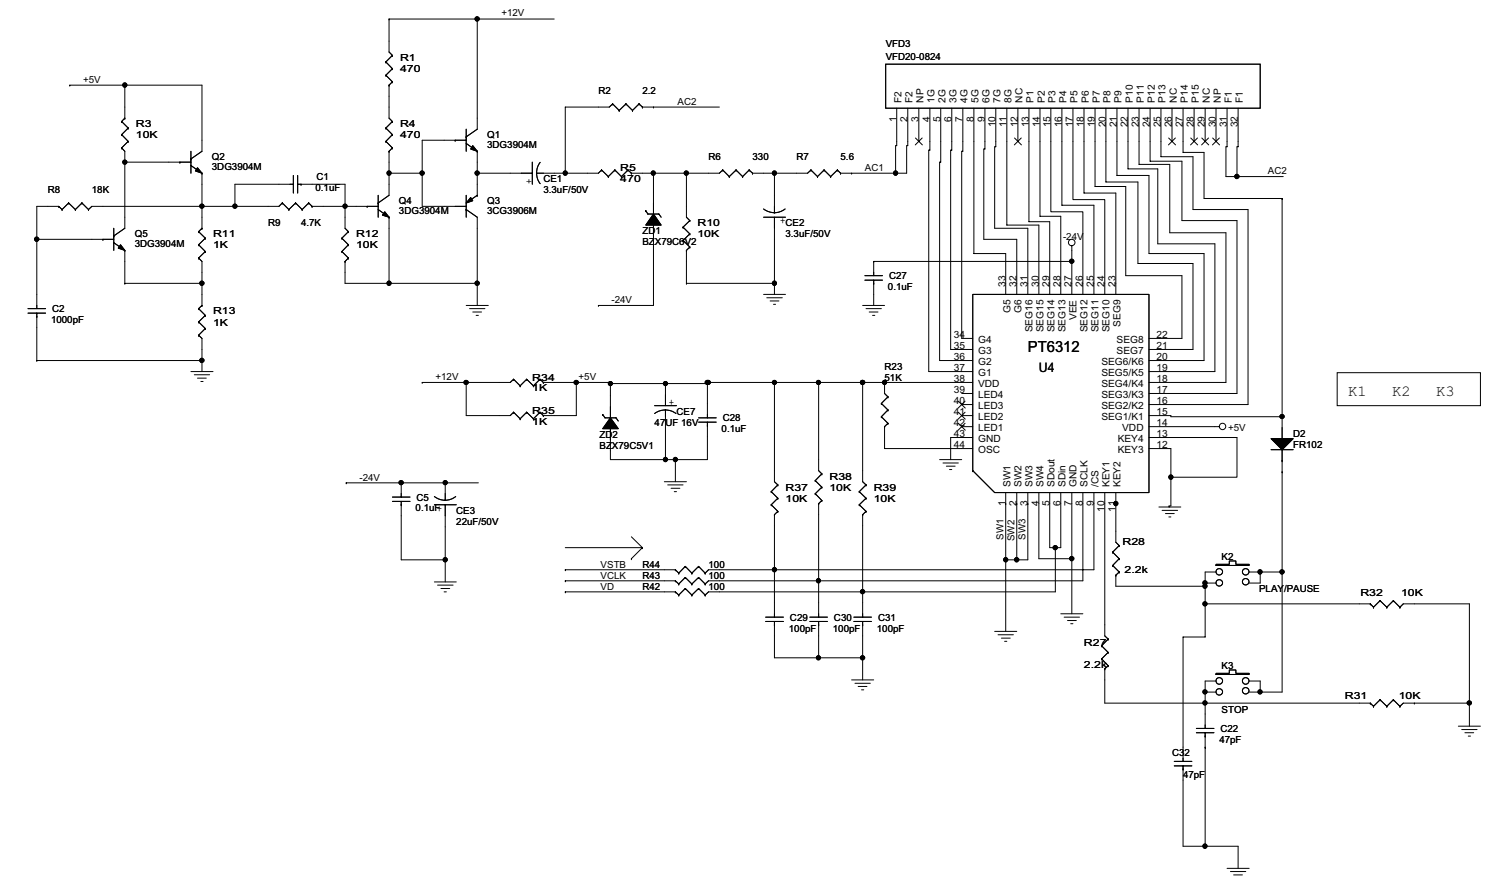 +12V
VFD3
VFD20-0824
R1
470
+5V
R2 2.2
AC2
F2 F2 NP 1G 2G 3G 4G 5G 6G 7G 8G NC P1 P2 P3 P4 P5 P6 P7 P8 P9 P10 P11 P12 P13 NC P14 P15 NC NP F1 F1
1 2 3 4 5 6 7 8 9 10 11 12 13 14 15 16 17 18 19 20 21 22 23 24 25 26 27 28 29 30 31 32
R3
10K
R4
470
Q1
3DG3904M
Q2
3DG3904M
R5
470
R6 330
R7 5.6
AC1
AC2
C1
0.1uF
CE1
3.3uF/50V
R8 18K
R9 4.7K
Q4
3DG3904M
Q3
3CG3906M
Q5
3DG3904M
R11
1K
R12
10K
ZD1
BZX79C6V2
R10
10K
CE2
3.3uF/50V
-24V
C27
0.1uF
-24V
C2
1000pF
R13
1K
33 32 31 30 29 28 27 26 25 24 23
G5 G6 SEG16 SEG15 SEG14 SEG13 VEE SEG12 SEG11 SEG10 SEG9
PT6312
U4
34 G4
35 G3
36 G2
37 G1
38 VDD
39 LED4
40 LED3
41 LED2
42 LED1
43 GND
44 OSC
SEG8 22
SEG7 21
SEG6/K6 20
SEG5/K5 19
SEG4/K4 18
SEG3/K3 17
SEG2/K2 16
SEG1/K1 15
VDD 14
KEY4 13
KEY3 12
+5V
R23
51K
+12V
R34
1K
+5V
R35
1K
ZD2
BZX79C5V1
CE7
47UF 16V
C28
0.1uF
K1 K2 K3
D2
FR102
SW1 SW2 SW3 SW4 SDout SDin GND SCLK /CS KEY1 KEY2
1 2 3 4 5 6 7 8 9 10 11
SW1 SW2 SW3
-24V
C5
0.1uF
CE3
22uF/50V
R37
10K
R38
10K
R39
10K
R28
2.2k
VSTB R44 100
VCLK R43 100
VD R42 100
K2
PLAY/PAUSE
R32 10K
C29
100pF
C30
100pF
C31
100pF
R27
2.2k
K3
STOP
R31 10K
C22
47pF
C32
47pF